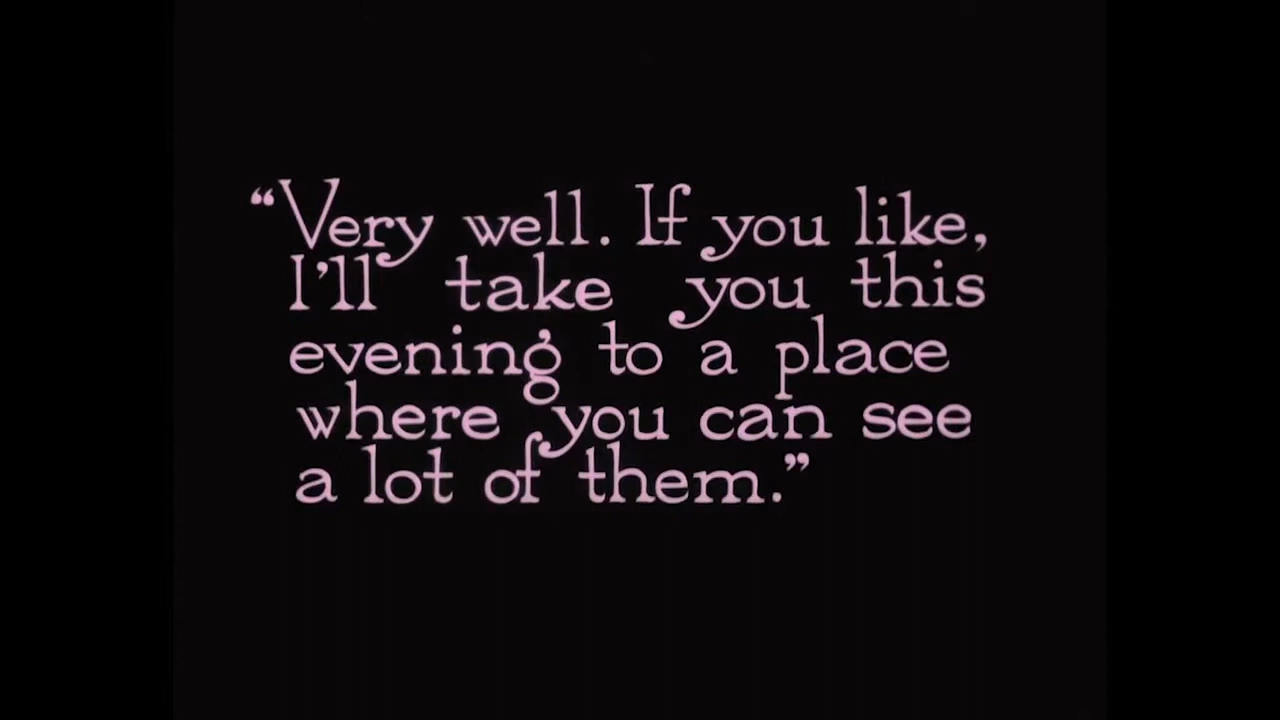 “Very well. If you like,
I’ll take you this
evening to a place
where you can see
a lot of them.”